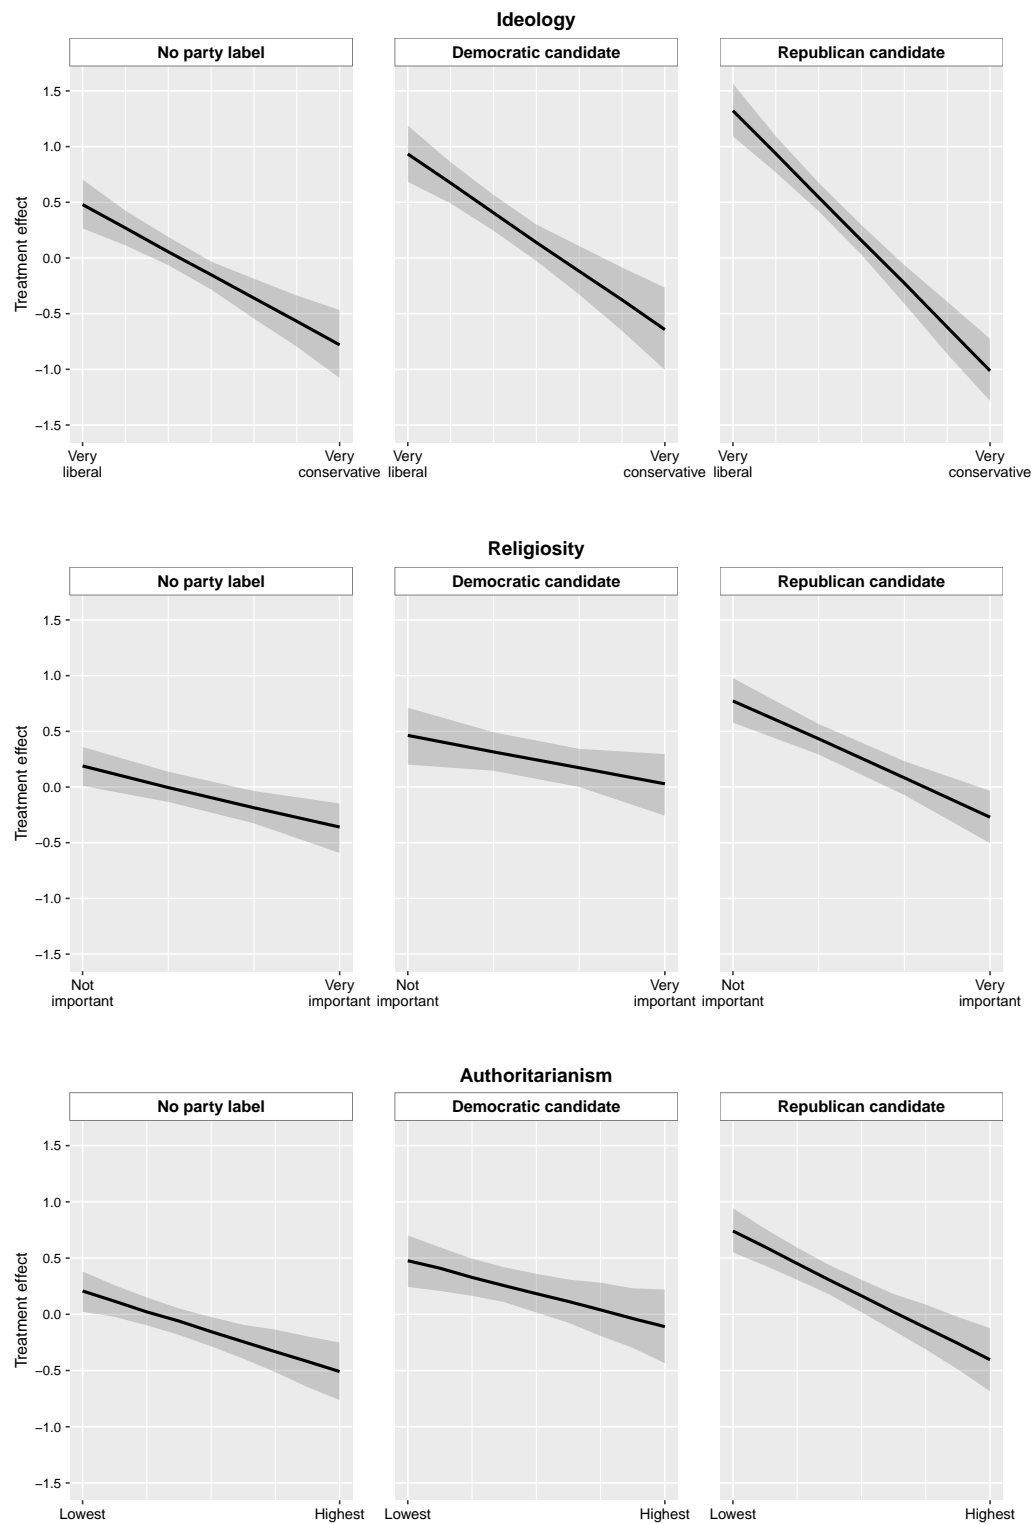 Ideology
No party label Democratic candidate Republican candidate
1.5
1.0
0.5
0.0
−0.5
−1.0
−1.5
Treatment effect
Very liberal Very conservative Very liberal Very conservative Very liberal Very conservative
Religiosity
No party label Democratic candidate Republican candidate
1.5
1.0
0.5
0.0
−0.5
−1.0
−1.5
Treatment effect
Not important Very important Not important Very important Not important Very important
Authoritarianism
No party label Democratic candidate Republican candidate
1.5
1.0
0.5
0.0
−0.5
−1.0
−1.5
Treatment effect
Lowest Highest Lowest Highest Lowest Highest